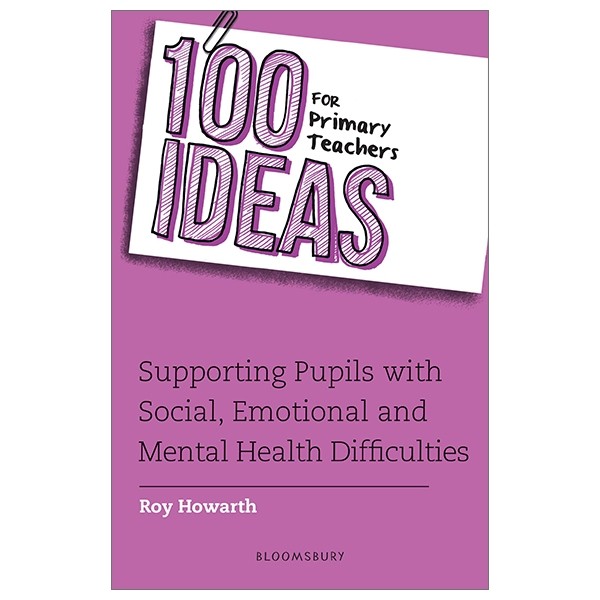 100
FOR
Primary
Teachers
IDEAS
Supporting Pupils with
Social, Emotional and
Mental Health Difficulties
Roy Howarth
BLOOMSBURY